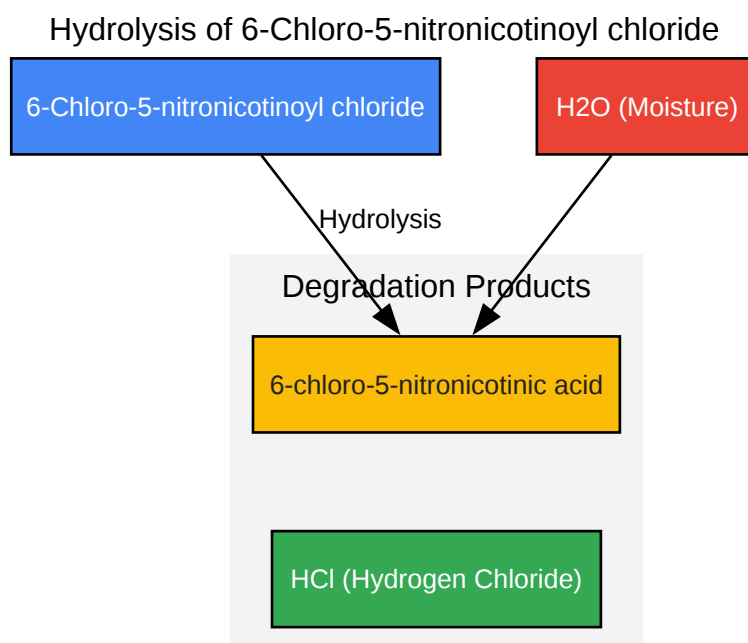 Hydrolysis of 6-Chloro-5-nitronicotinoyl chloride
6-Chloro-5-nitronicotinoyl chloride
H2O (Moisture)
Hydrolysis
Degradation Products
6-chloro-5-nitronicotinic acid
HCl (Hydrogen Chloride)